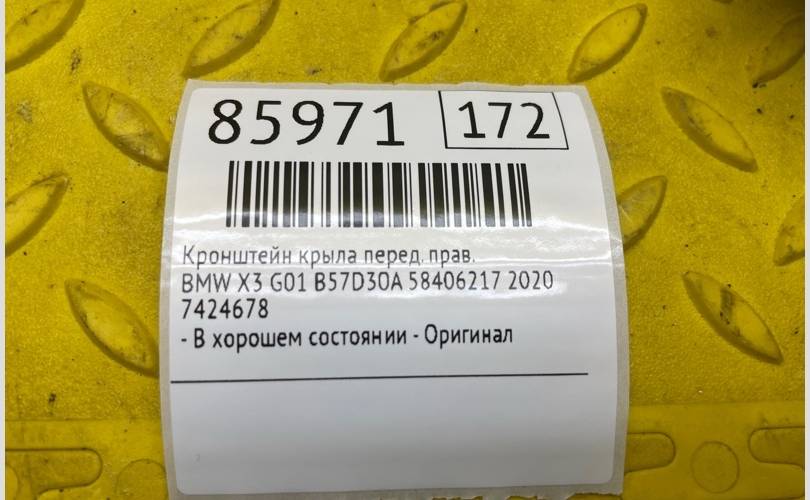 85971 172
Кронштейн крыла перед. прав.
BMW X3 G01 B57D30A 58406217 2020
7424678
- В хорошем состоянии - Оригинал